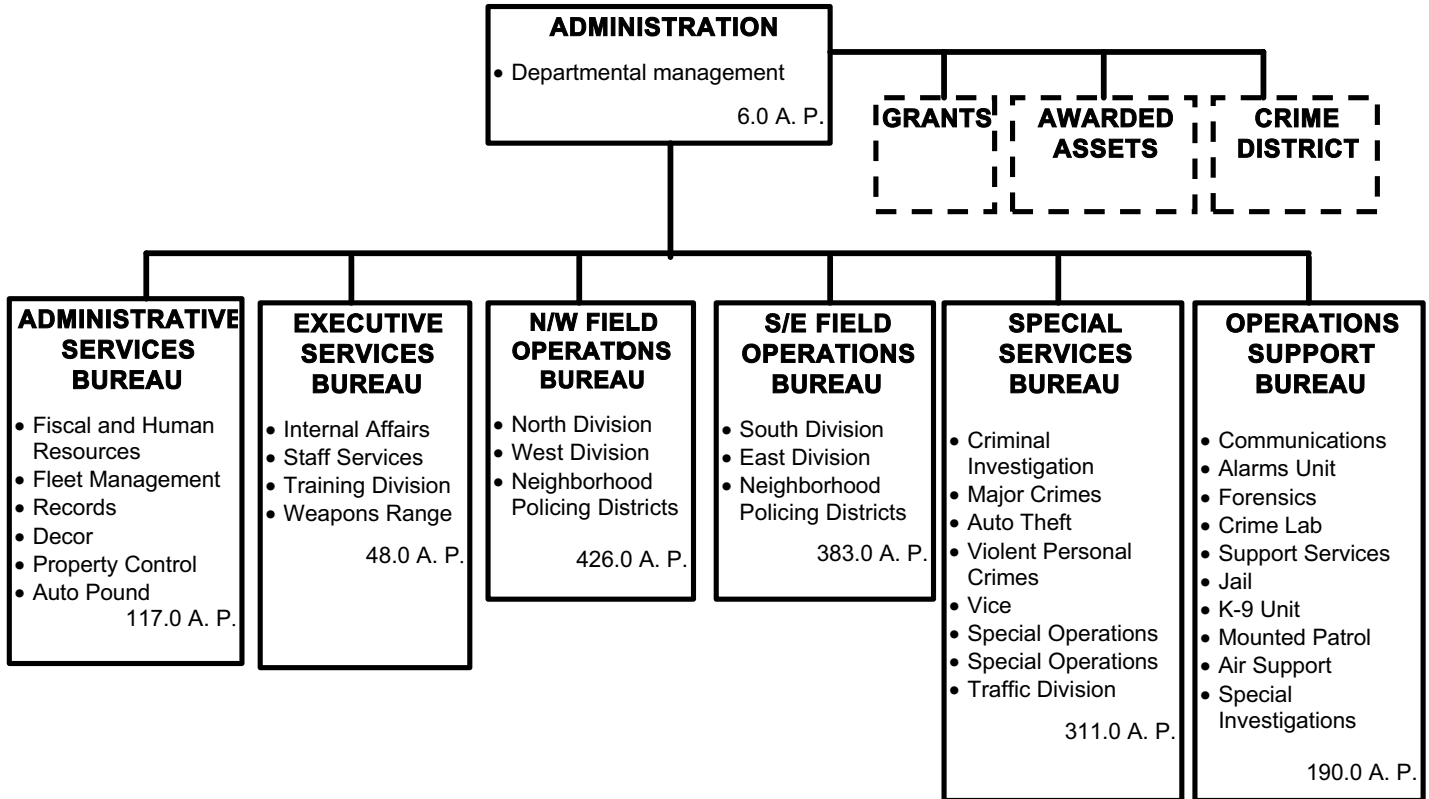 ADMINISTRATION
• Departmental management
6.0 A. P.
GRANTS
AWARDED
ASSETS
CRIME
DISTRICT
ADMINISTRATIVE
SERVICES
BUREAU
• Fiscal and Human
Resources
• Fleet Management
• Records
• Decor
• Property Control
• Auto Pound
117.0 A. P.
EXECUTIVE
SERVICES
BUREAU
• Internal Affairs
• Staff Services
• Training Division
• Weapons Range
48.0 A. P.
N/W FIELD
OPERATIONS
BUREAU
• North Division
• West Division
• Neighborhood
Policing Districts
426.0 A. P.
S/E FIELD
OPERATIONS
BUREAU
• South Division
• East Division
• Neighborhood
Policing Districts
383.0 A. P.
SPECIAL
SERVICES
BUREAU
• Criminal
Investigation
• Major Crimes
• Auto Theft
• Violent Personal
Crimes
• Vice
• Special Operations
• Special Operations
• Traffic Division
311.0 A. P.
OPERATIONS
SUPPORT
BUREAU
• Communications
• Alarms Unit
• Forensics
• Crime Lab
• Support Services
• Jail
• K-9 Unit
• Mounted Patrol
• Air Support
• Special
Investigations
190.0 A. P.